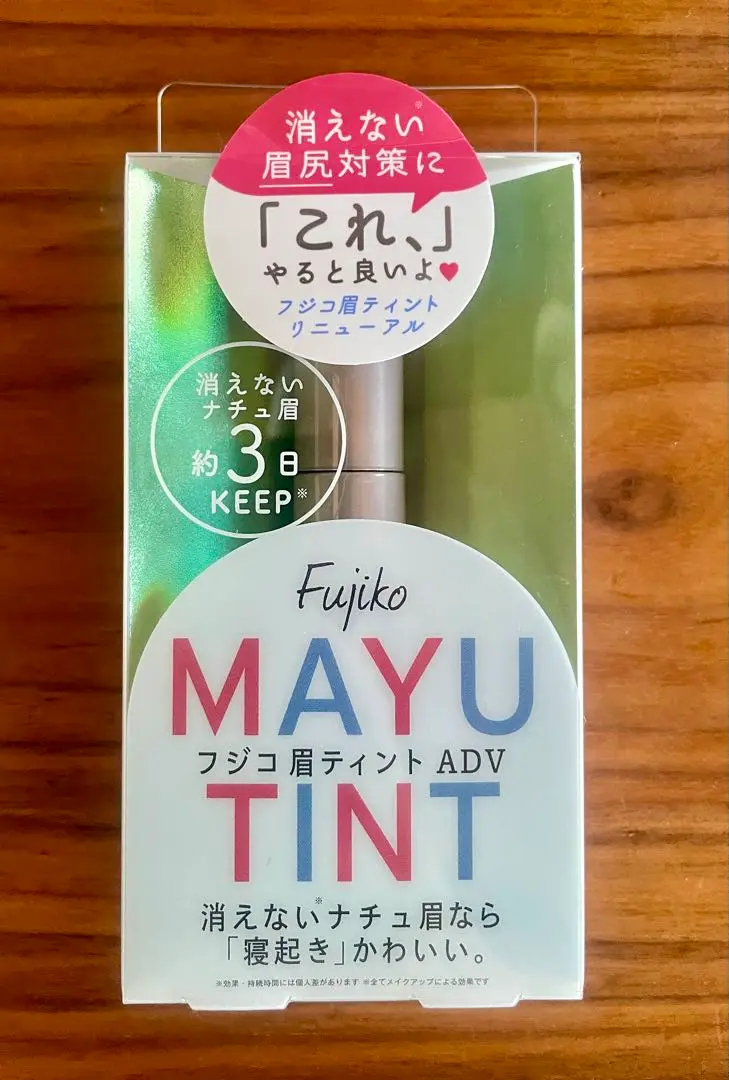 消えない※
眉尻対策に
「これ、」
やると良いよ♥
フジコ眉ティント
リニューアル
消えない
ナチュ眉
約3日
KEEP※
Fujiko
MAYU
フジコ 眉ティント ADV
TINT
消えない※ナチュ眉なら
「寝起き」かわいい。
※効果・持続時間には個人差があります ※全てメイクアップによる効果です